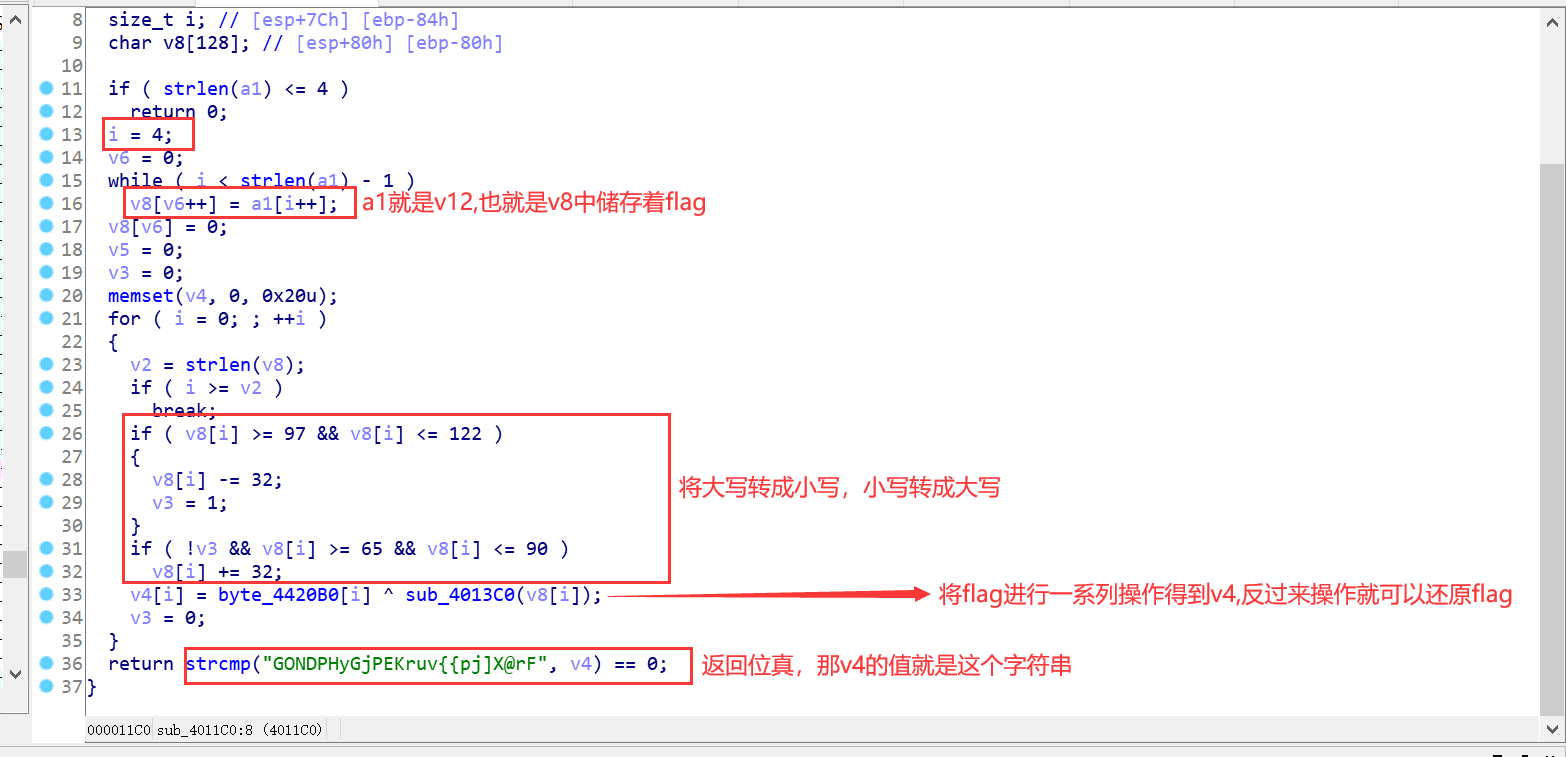 8 size_t i; // [esp+7Ch] [ebp-84h]
9 char v8[128]; // [esp+80h] [ebp-80h]
10
11 if ( strlen(a1) <= 4 )
12 return 0;
13 i = 4;
14 v6 = 0;
15 while ( i < strlen(a1) - 1 )
16 v8[v6++] = a1[i++]; a1就是v12,也就是v8中储存着flag
17 v8[v6] = 0;
18 v5 = 0;
19 v3 = 0;
20 memset(v4, 0, 0x20u);
21 for ( i = 0; ; ++i )
22 {
23 v2 = strlen(v8);
24 if ( i >= v2 )
25 break;
26 if ( v8[i] >= 97 && v8[i] <= 122 )
27 {
28 v8[i] -= 32; 将大写转成小写，小写转成大写
29 v3 = 1;
30 }
31 if ( !v3 && v8[i] >= 65 && v8[i] <= 90 )
32 v8[i] += 32;
33 v4[i] = byte_4420B0[i] ^ sub_4013C0(v8[i]); 将flag进行一系列操作得到v4,反过来操作就可以还原flag
34 v3 = 0;
35 }
36 return strcmp("GONDPHyGjPEKruv{{pj]X@rF", v4) == 0; 返回位真，那v4的值就是这个字符串
37 }
000011C0 sub_4011C0:8 (4011C0)